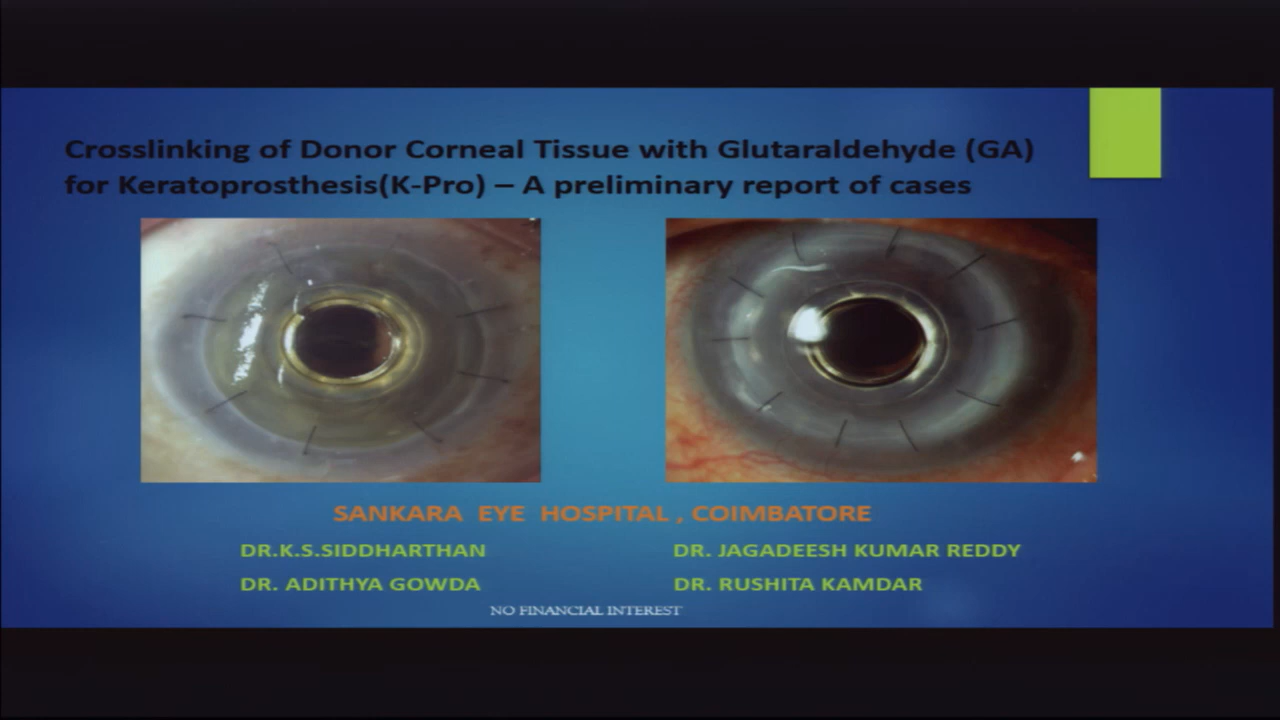 Crosslinking of Donor Corneal Tissue with Glutaraldehyde (GA)
for Keratoprosthesis(K-Pro) – A preliminary report of cases
SANKARA EYE HOSPITAL , COIMBATORE
DR.K.S.SIDDHARTHAN
DR. JAGADEESH KUMAR REDDY
DR. ADITHYA GOWDA
DR. RUSHITA KAMDAR
NO FINANCIAL INTEREST